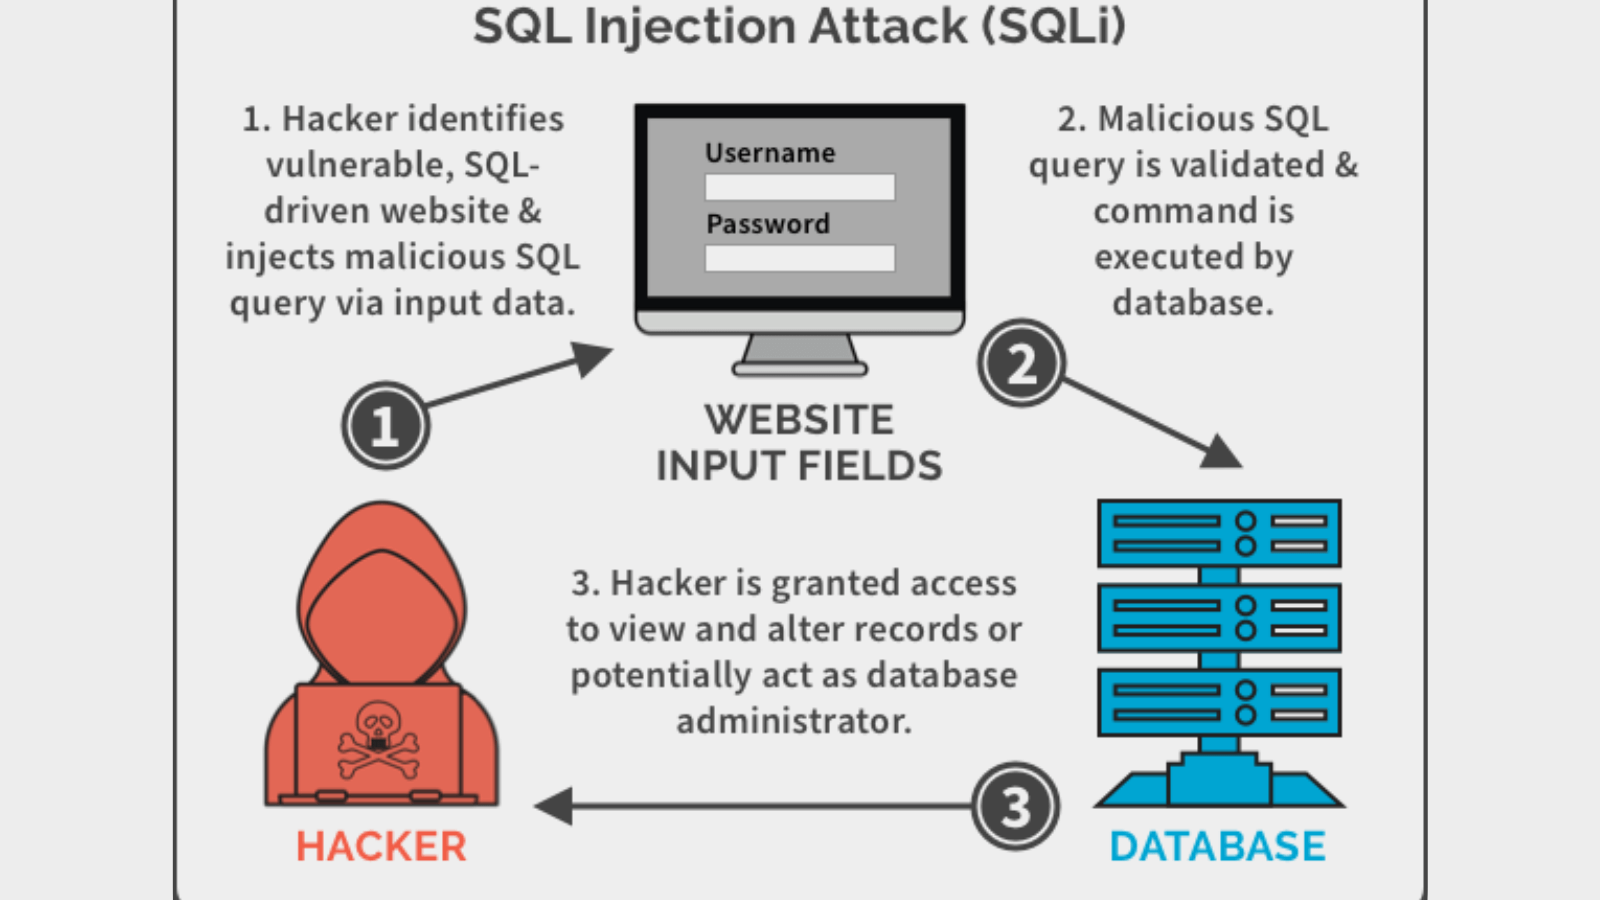 SQL Injection Attack (SQLi)
1. Hacker identifies
vulnerable, SQL-
driven website &
injects malicious SQL
query via input data.
Username
Password
2. Malicious SQL
query is validated &
command is
executed by
database.
1
2
WEBSITE
INPUT FIELDS
3. Hacker is granted access
to view and alter records or
potentially act as database
administrator.
3
HACKER
DATABASE